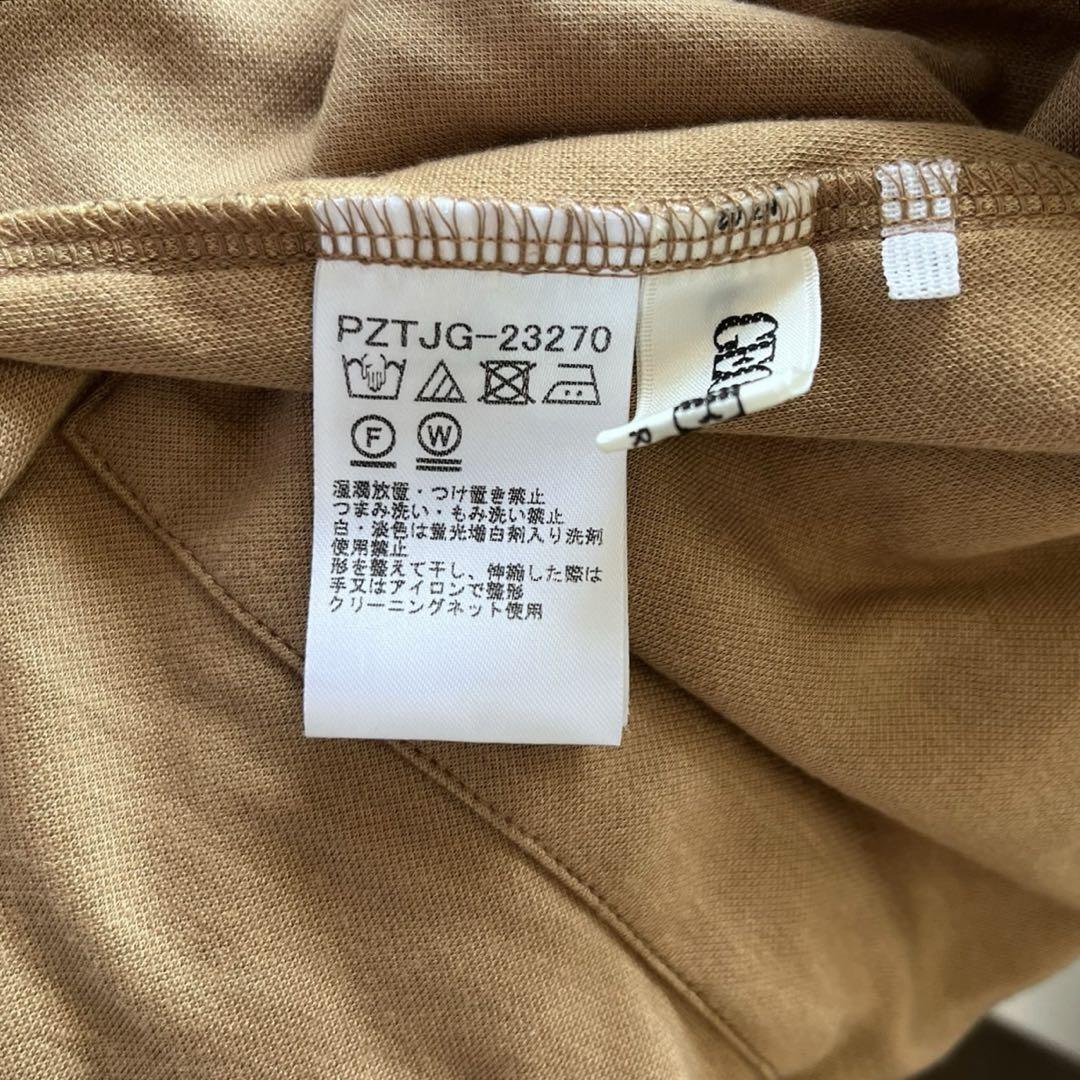 PZTJG-23270
F W
湿潤放置・つけ置き禁止
つまみ洗い・もみ洗い禁止
白・淡色は蛍光増白剤入り洗剤
使用禁止
形を整えて干し、伸縮した際は
手又はアイロンで整形
クリーニングネット使用
R